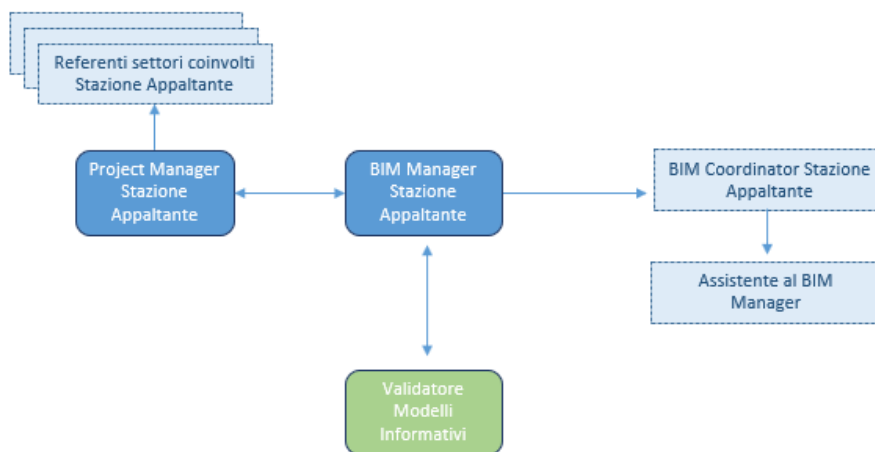 Referenti settori coinvolti
Stazione Appaltante
Project Manager
Stazione
Appaltante
BIM Manager
Stazione
Appaltante
BIM Coordinator Stazione
Appaltante
Assistente al BIM
Manager
Validatore
Modelli
Informativi